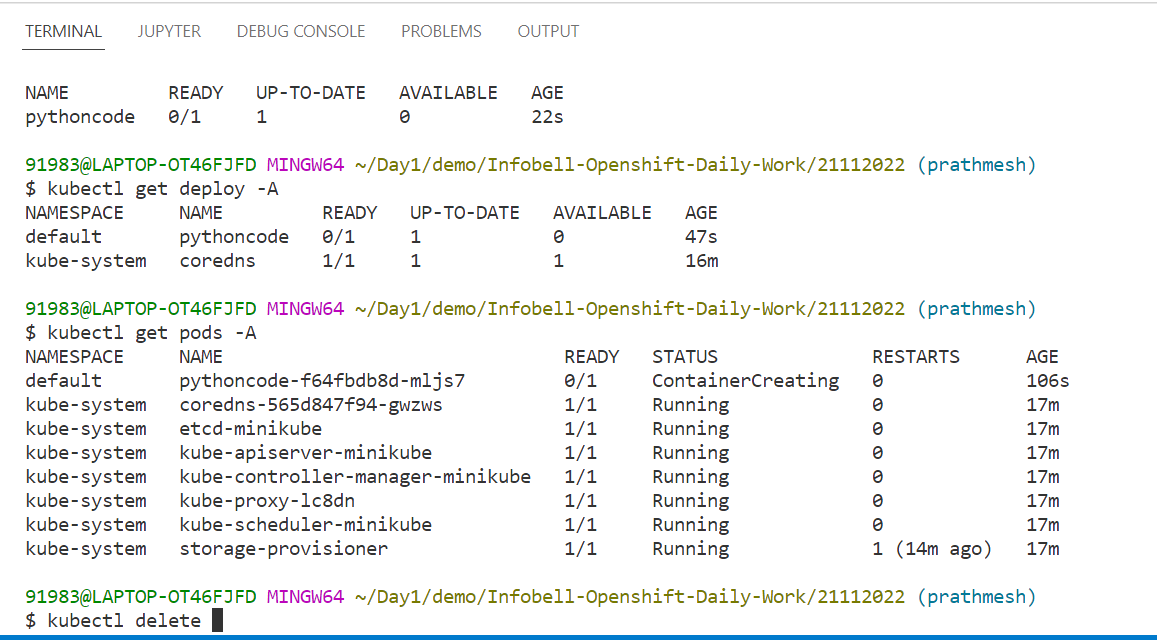 TERMINAL JUPYTER DEBUG CONSOLE PROBLEMS OUTPUT
NAME READY UP-TO-DATE AVAILABLE AGE
pythoncode 0/1 1 0 22s
91983@LAPTOP-OT46FJFD MINGW64 ~/Day1/demo/Infobell-Openshift-Daily-Work/21112022 (prathmesh)
$ kubectl get deploy -A
NAMESPACE NAME READY UP-TO-DATE AVAILABLE AGE
default pythoncode 0/1 1 0 47s
kube-system coredns 1/1 1 1 16m
91983@LAPTOP-OT46FJFD MINGW64 ~/Day1/demo/Infobell-Openshift-Daily-Work/21112022 (prathmesh)
$ kubectl get pods -A
NAMESPACE NAME READY STATUS RESTARTS AGE
default pythoncode-f64fbdb8d-mljs7 0/1 ContainerCreating 0 106s
kube-system coredns-565d847f94-gwzws 1/1 Running 0 17m
kube-system etcd-minikube 1/1 Running 0 17m
kube-system kube-apiserver-minikube 1/1 Running 0 17m
kube-system kube-controller-manager-minikube 1/1 Running 0 17m
kube-system kube-proxy-lc8dn 1/1 Running 0 17m
kube-system kube-scheduler-minikube 1/1 Running 0 17m
kube-system storage-provisioner 1/1 Running 1 (14m ago) 17m
91983@LAPTOP-OT46FJFD MINGW64 ~/Day1/demo/Infobell-Openshift-Daily-Work/21112022 (prathmesh)
$ kubectl delete